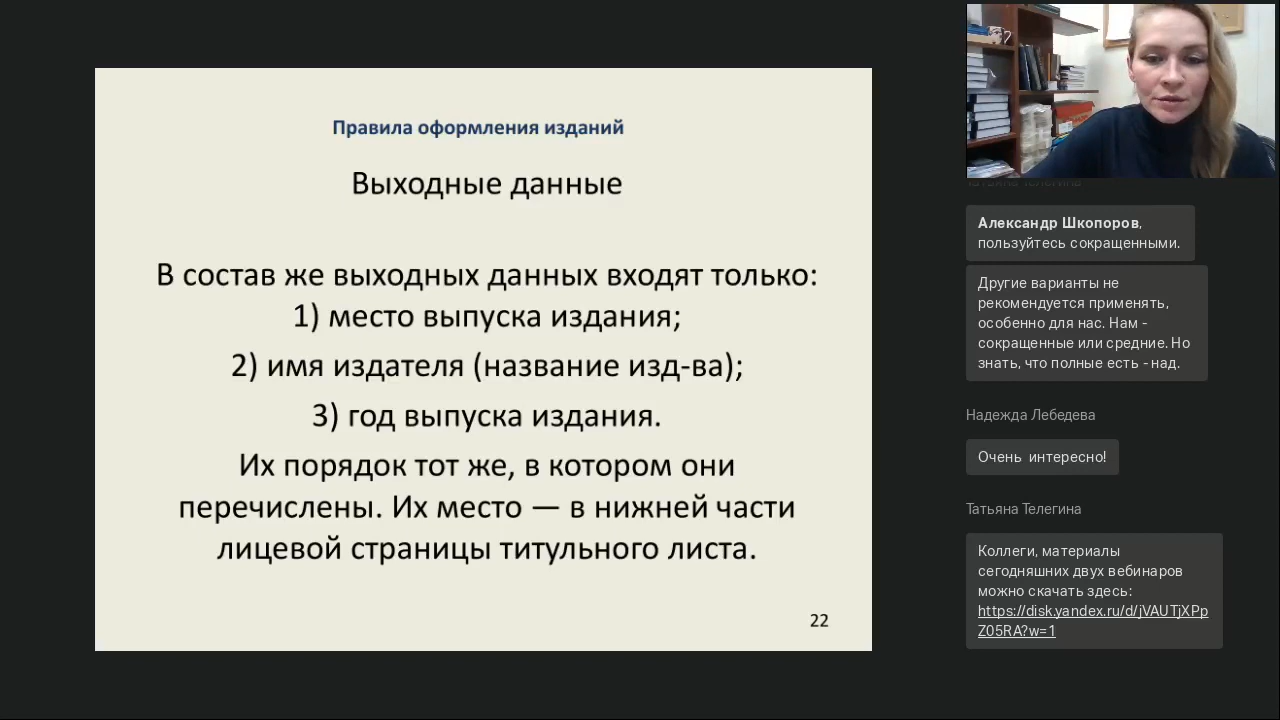 Правила оформления изданий
Выходные данные
В состав же выходных данных входят только:
1) место выпуска издания;
2) имя издателя (название изд-ва);
3) год выпуска издания.
Их порядок тот же, в котором они
перечислены. Их место — в нижней части
лицевой страницы титульного листа.
22
Александр Шкопоров,
пользуйтесь сокращенными.
Другие варианты не
рекомендуется применять,
особенно для нас. Нам -
сокращенные или средние. Но
знать, что полные есть - над.
Надежда Лебедева
Очень интересно!
Татьяна Телегина
Коллеги, материалы
сегодняшних двух вебинаров
можно скачать здесь:
https://disk.yandex.ru/d/jVAUTjXPp
Z05RA?w=1